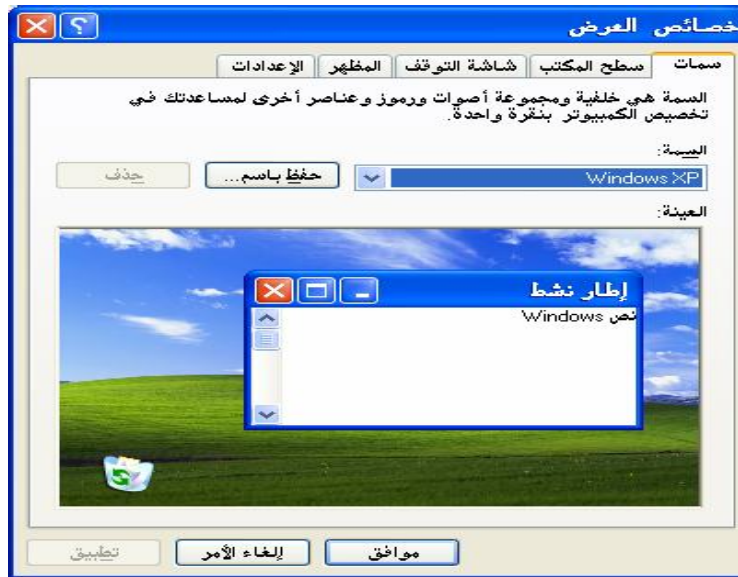 خصائص العرض
سمات
سطح المكتب
شاشة التوقف
المظهر
الإعدادات
السمة هي خلفية ومجموعة أصوات ورموز وعناصر أخرى لمساعدتك في
تخصيص الكمبيوتر بنقرة واحدة.
السمة:
Windows XP
حفظ باسم...
حذف
العينة:
إطار نشط
نص Windows
موافق
إلغاء الأمر
تطبيق